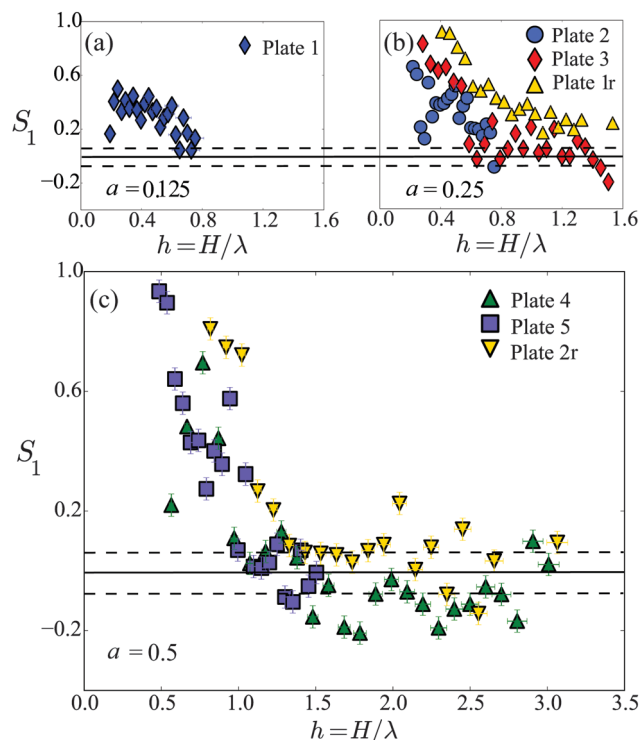 (a)
Plate 1
1.0
0.6
0.2
−0.2
S₁
a = 0.125
0.0 0.4 0.8 1.2 1.6
h = H/λ
(b)
Plate 2
Plate 3
Plate 1r
a = 0.25
0.0 0.4 0.8 1.2 1.6
h = H/λ
(c)
Plate 4
Plate 5
Plate 2r
1.0
0.6
0.2
−0.2
S₁
a = 0.5
0.0 0.5 1.0 1.5 2.0 2.5 3.0 3.5
h = H/λ